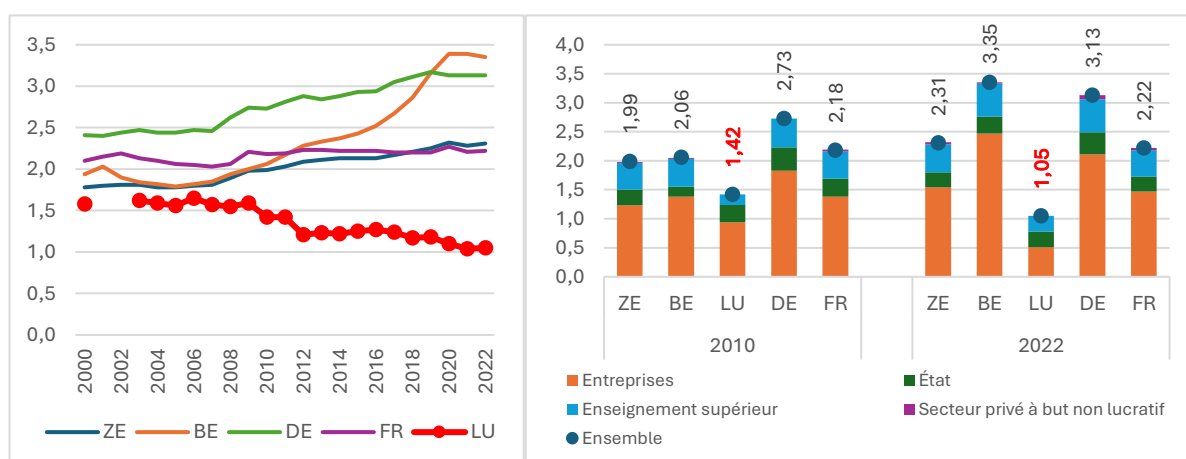 3,5
3,0
2,5
2,0
1,5
1,0
0,5
0,0
2000 2002 2004 2006 2008 2010 2012 2014 2016 2018 2020 2022
ZE BE DE FR LU
4,0
3,5
3,0
2,5
2,0
1,5
1,0
0,5
0,0
1,99 2,06 1,42 2,73 2,18 2,31 3,35 1,05 3,13 2,22
ZE BE LU DE FR ZE BE LU DE FR
2010 2022
Entreprises État
Enseignement supérieur Secteur privé à but non lucratif
Ensemble